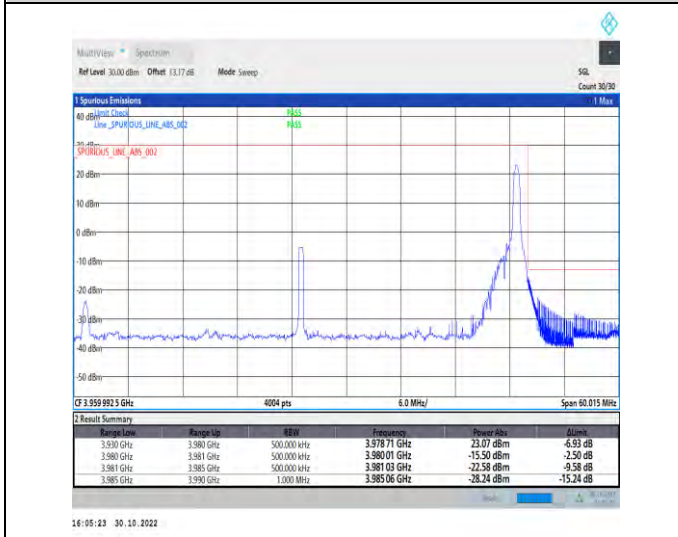 MultiView Spectrum
Ref Level 30.00 dBm Offset 13.17 dB Mode Sweep SGL
Count 30/30
1 Spurious Emissions 1 Max
40 dBm Limit Check PASS
Line _SPURIOUS_LINE_ABS_002 PASS
30 dBm
_SPURIOUS_LINE_ABS_002
20 dBm
10 dBm
0 dBm
-10 dBm
-20 dBm
-30 dBm
-40 dBm
-50 dBm
CF 3.959 992 5 GHz 4004 pts 6.0 MHz/ Span 60.015 MHz
2 Result Summary
Range Low Range Up RBW Frequency Power Abs ΔLimit
3.930 GHz 3.980 GHz 500.000 kHz 3.978 71 GHz 23.07 dBm -6.93 dB
3.980 GHz 3.981 GHz 500.000 kHz 3.980 01 GHz -15.50 dBm -2.50 dB
3.981 GHz 3.985 GHz 500.000 kHz 3.981 03 GHz -22.58 dBm -9.58 dB
3.985 GHz 3.990 GHz 1.000 MHz 3.985 06 GHz -28.24 dBm -15.24 dB
16:05:23 30.10.2022